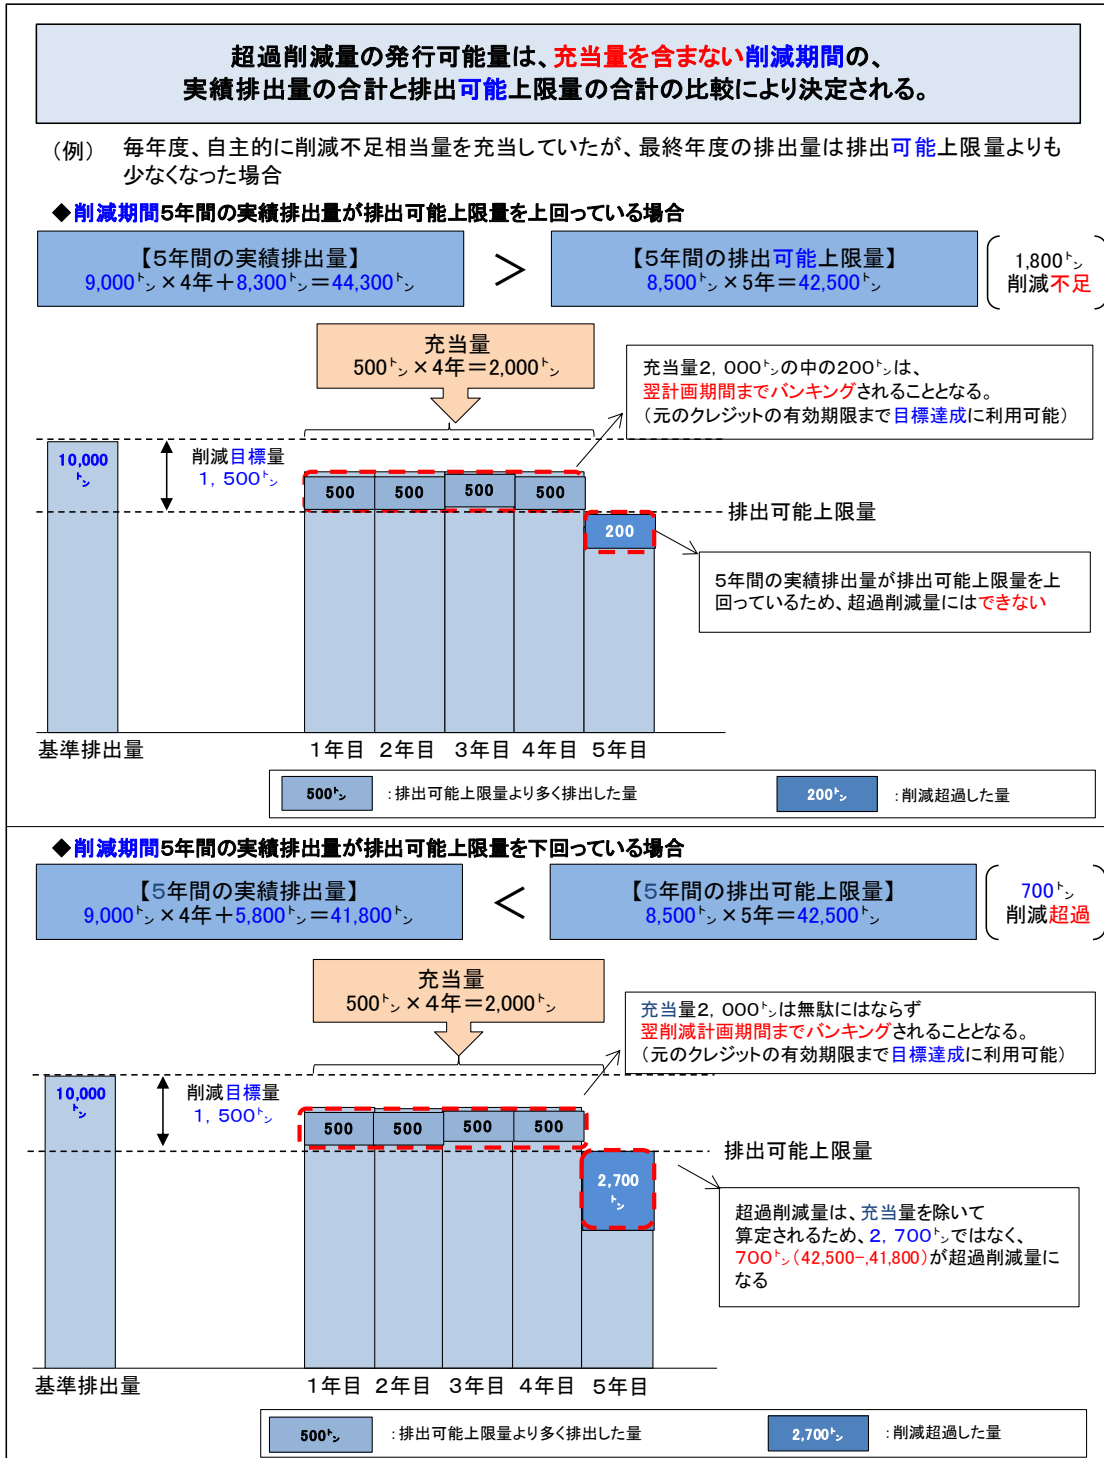 超過削減量の発行可能量は、充当量を含まない削減期間の、
実績排出量の合計と排出可能上限量の合計の比較により決定される。
（例）　毎年度、自主的に削減不足相当量を充当していたが、最終年度の排出量は排出可能上限量よりも
少なくなった場合
◆削減期間5年間の実績排出量が排出可能上限量を上回っている場合
【5年間の実績排出量】
9,000㌧×4年＋8,300㌧＝44,300㌧
＞
【5年間の排出可能上限量】
8,500㌧×5年＝42,500㌧
1,800㌧
削減不足
充当量
500㌧×4年＝2,000㌧
充当量2，000㌧の中の200㌧は、
翌計画期間までバンキングされることとなる。
（元のクレジットの有効期限まで目標達成に利用可能）
10,000
㌧
削減目標量
1，500㌧
500
500
500
500
排出可能上限量
200
5年間の実績排出量が排出可能上限量を上
回っているため、超過削減量にはできない
基準排出量
1年目
2年目
3年目
4年目
5年目
500㌧
：排出可能上限量より多く排出した量
200㌧
：削減超過した量
◆削減期間5年間の実績排出量が排出可能上限量を下回っている場合
【5年間の実績排出量】
9,000㌧×4年＋5,800㌧＝41,800㌧
＜
【5年間の排出可能上限量】
8,500㌧×5年＝42,500㌧
700㌧
削減超過
充当量
500㌧×4年＝2,000㌧
充当量2，000㌧は無駄にはならず
翌削減計画期間までバンキングされることとなる。
（元のクレジットの有効期限まで目標達成に利用可能）
10,000
㌧
削減目標量
1，500㌧
500
500
500
500
排出可能上限量
2,700
㌧
超過削減量は、充当量を除いて
算定されるため、2，700㌧ではなく、
700㌧（42,500-,41,800）が超過削減量に
なる
基準排出量
1年目
2年目
3年目
4年目
5年目
500㌧
：排出可能上限量より多く排出した量
2,700㌧
：削減超過した量